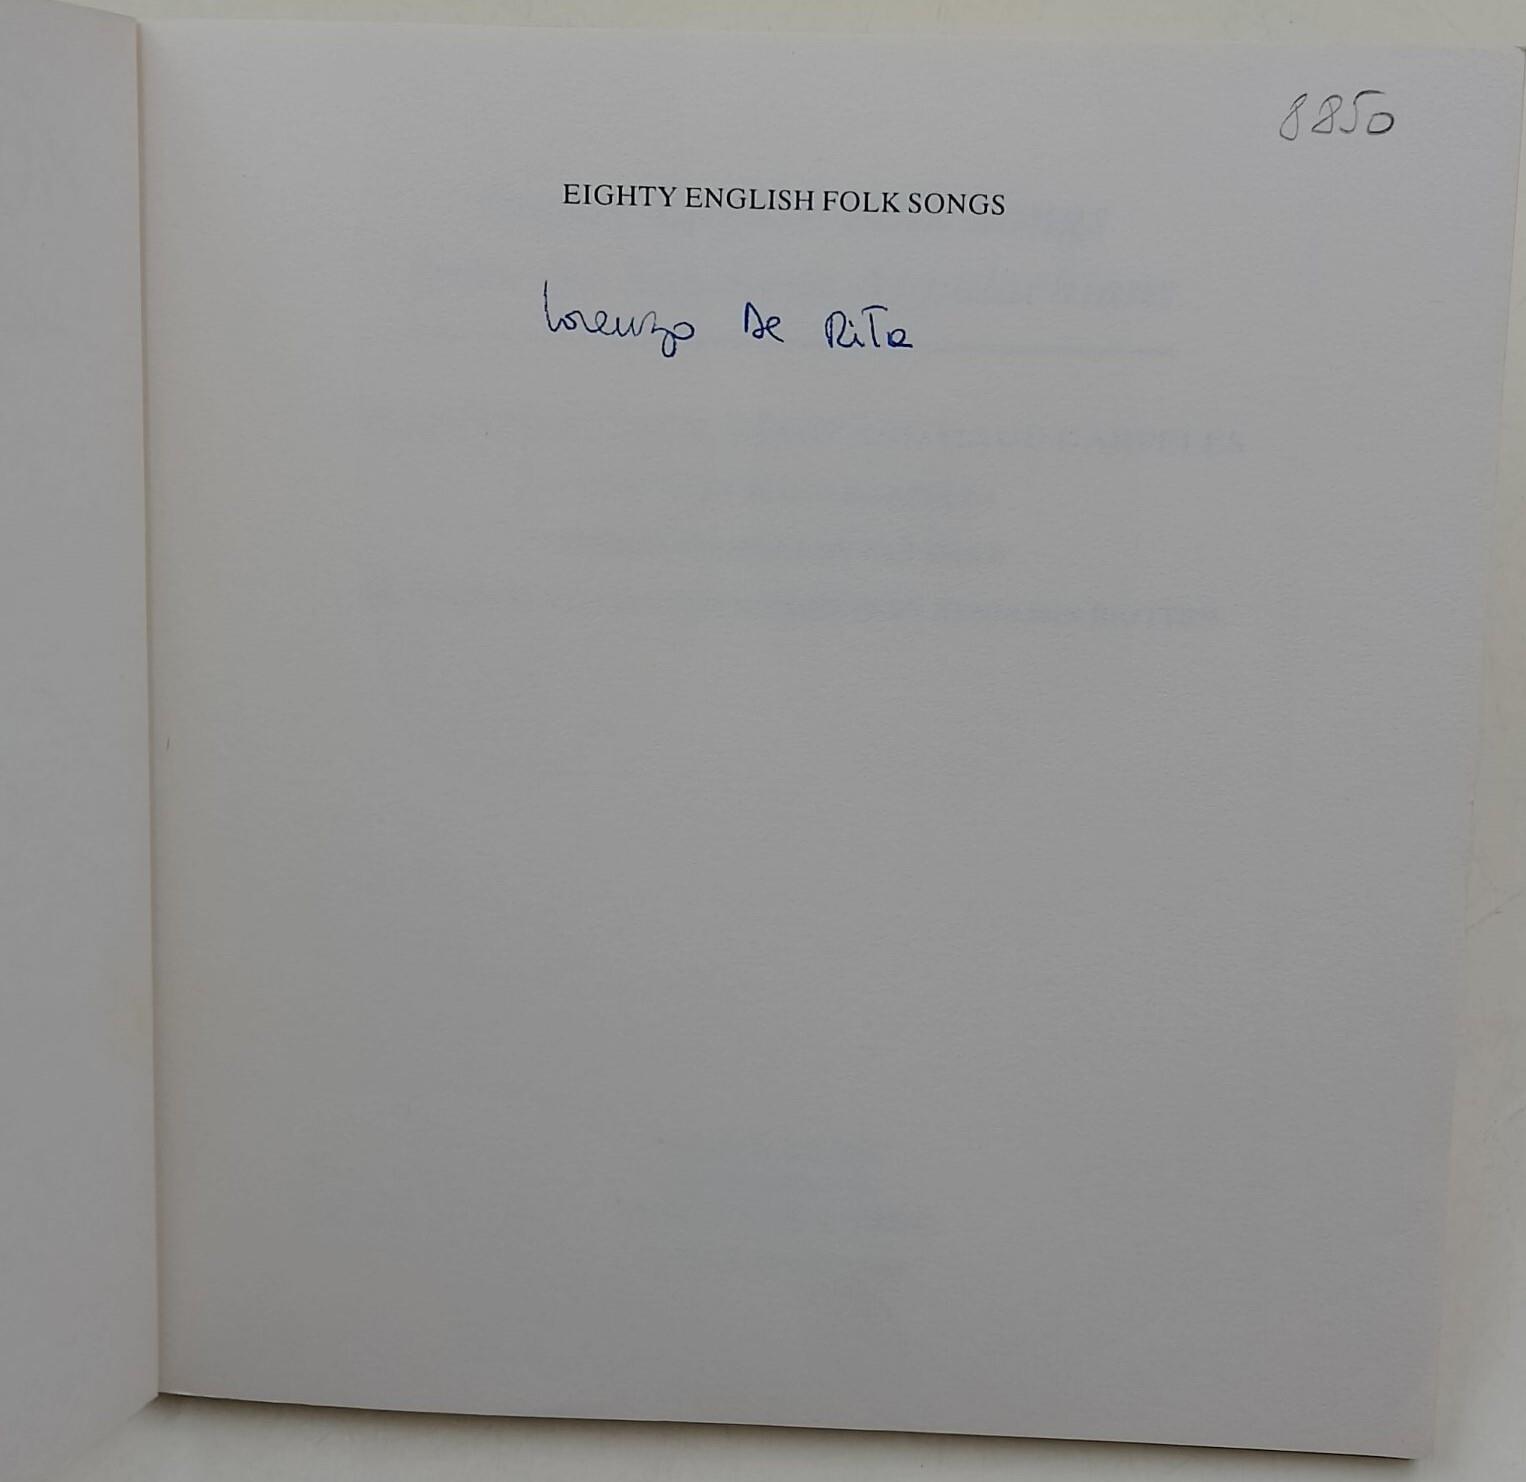 8850
EIGHTY ENGLISH FOLK SONGS
Lorenzo De Rita